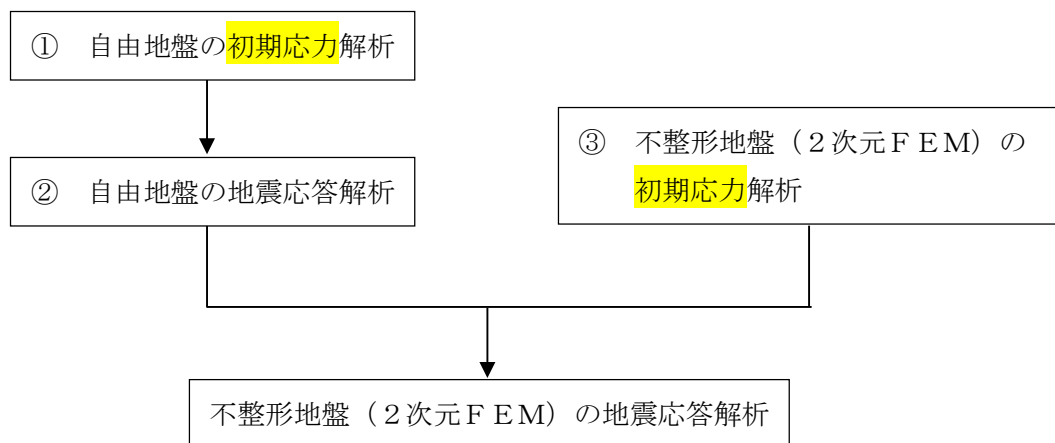 ① 自由地盤の初期応力解析
③ 不整形地盤（２次元ＦＥＭ）の
初期応力解析
② 自由地盤の地震応答解析
不整形地盤（２次元ＦＥＭ）の地震応答解析